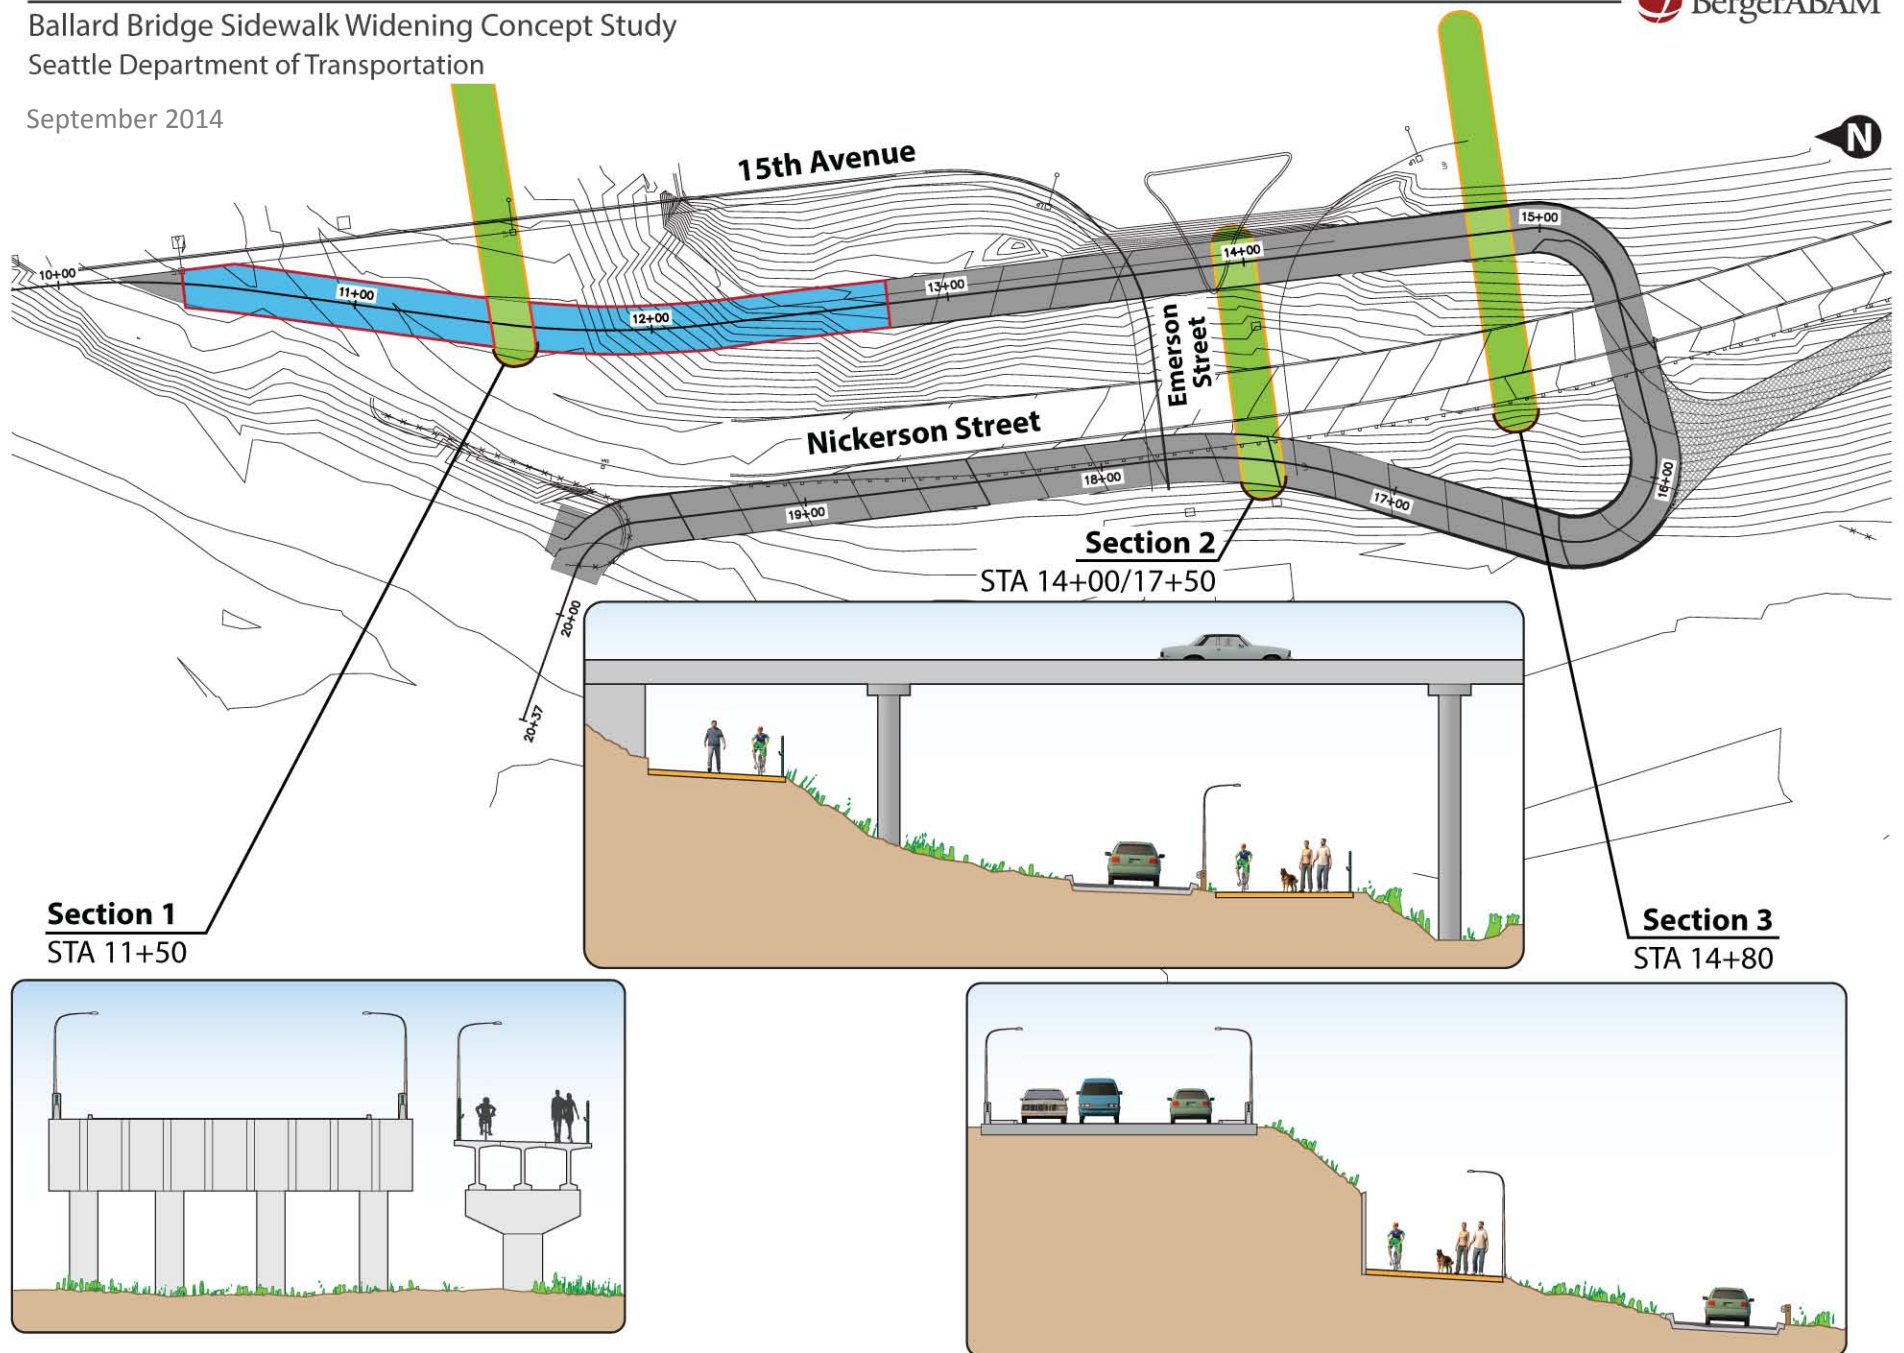 BergerABAM
Ballard Bridge Sidewalk Widening Concept Study
Seattle Department of Transportation
September 2014
N
15th Avenue
10+00
11+00
12+00
13+00
14+00
15+00
Emerson
Street
Nickerson Street
16+00
17+00
18+00
19+00
20+00
20+37
Section 2
STA 14+00/17+50
Section 1
STA 11+50
Section 3
STA 14+80